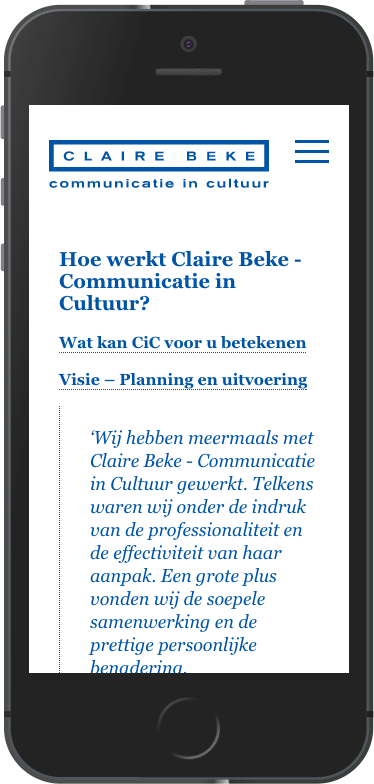 CLAIRE BEKE
communicatie in cultuur
Hoe werkt Claire Beke -
Communicatie in
Cultuur?
Wat kan CiC voor u betekenen
Visie – Planning en uitvoering
‘Wij hebben meermaals met
Claire Beke - Communicatie
in Cultuur gewerkt. Telkens
waren wij onder de indruk
van de professionaliteit en
de effectiviteit van haar
aanpak. Een grote plus
vonden wij de soepele
samenwerking en de
prettige persoonlijke
benadering.